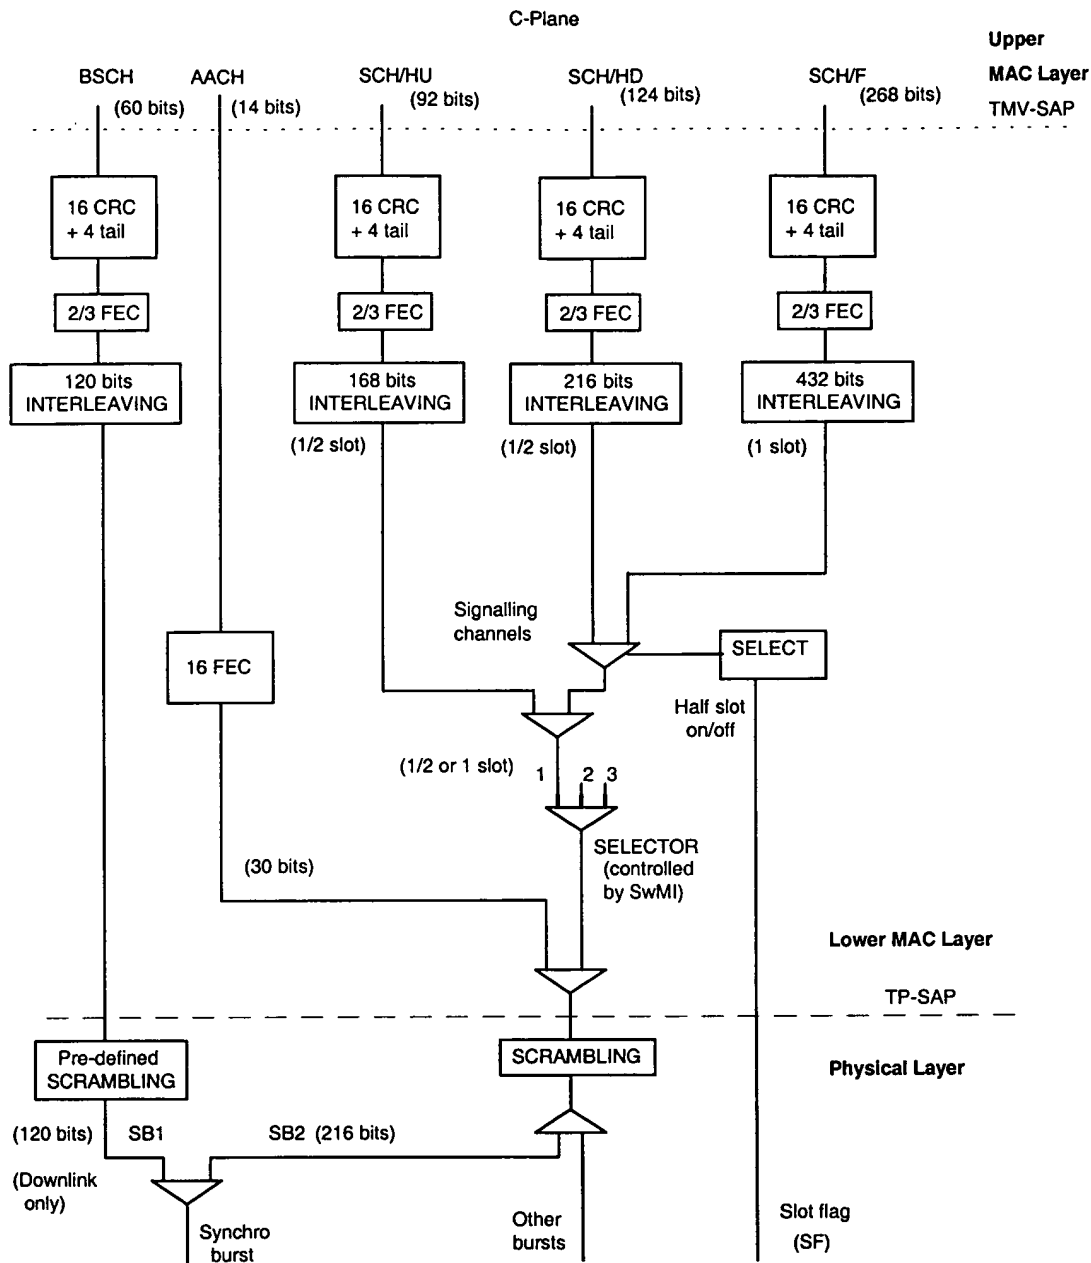 C-Plane
Upper
MAC Layer
TMV-SAP
BSCH
(60 bits)
AACH
(14 bits)
SCH/HU
(92 bits)
SCH/HD
(124 bits)
SCH/F
(268 bits)
16 CRC
+ 4 tail
16 CRC
+ 4 tail
16 CRC
+ 4 tail
16 CRC
+ 4 tail
2/3 FEC
2/3 FEC
2/3 FEC
2/3 FEC
120 bits
INTERLEAVING
168 bits
INTERLEAVING
216 bits
INTERLEAVING
432 bits
INTERLEAVING
(1/2 slot)
(1/2 slot)
(1 slot)
Signalling
channels
16 FEC
SELECT
Half slot
on/off
(1/2 or 1 slot)
1 2 3
SELECTOR
(controlled
by SwMI)
(30 bits)
Lower MAC Layer
TP-SAP
Pre-defined
SCRAMBLING
SCRAMBLING
Physical Layer
(120 bits)
SB1
SB2 (216 bits)
(Downlink
only)
Synchro
burst
Other
bursts
Slot flag
(SF)